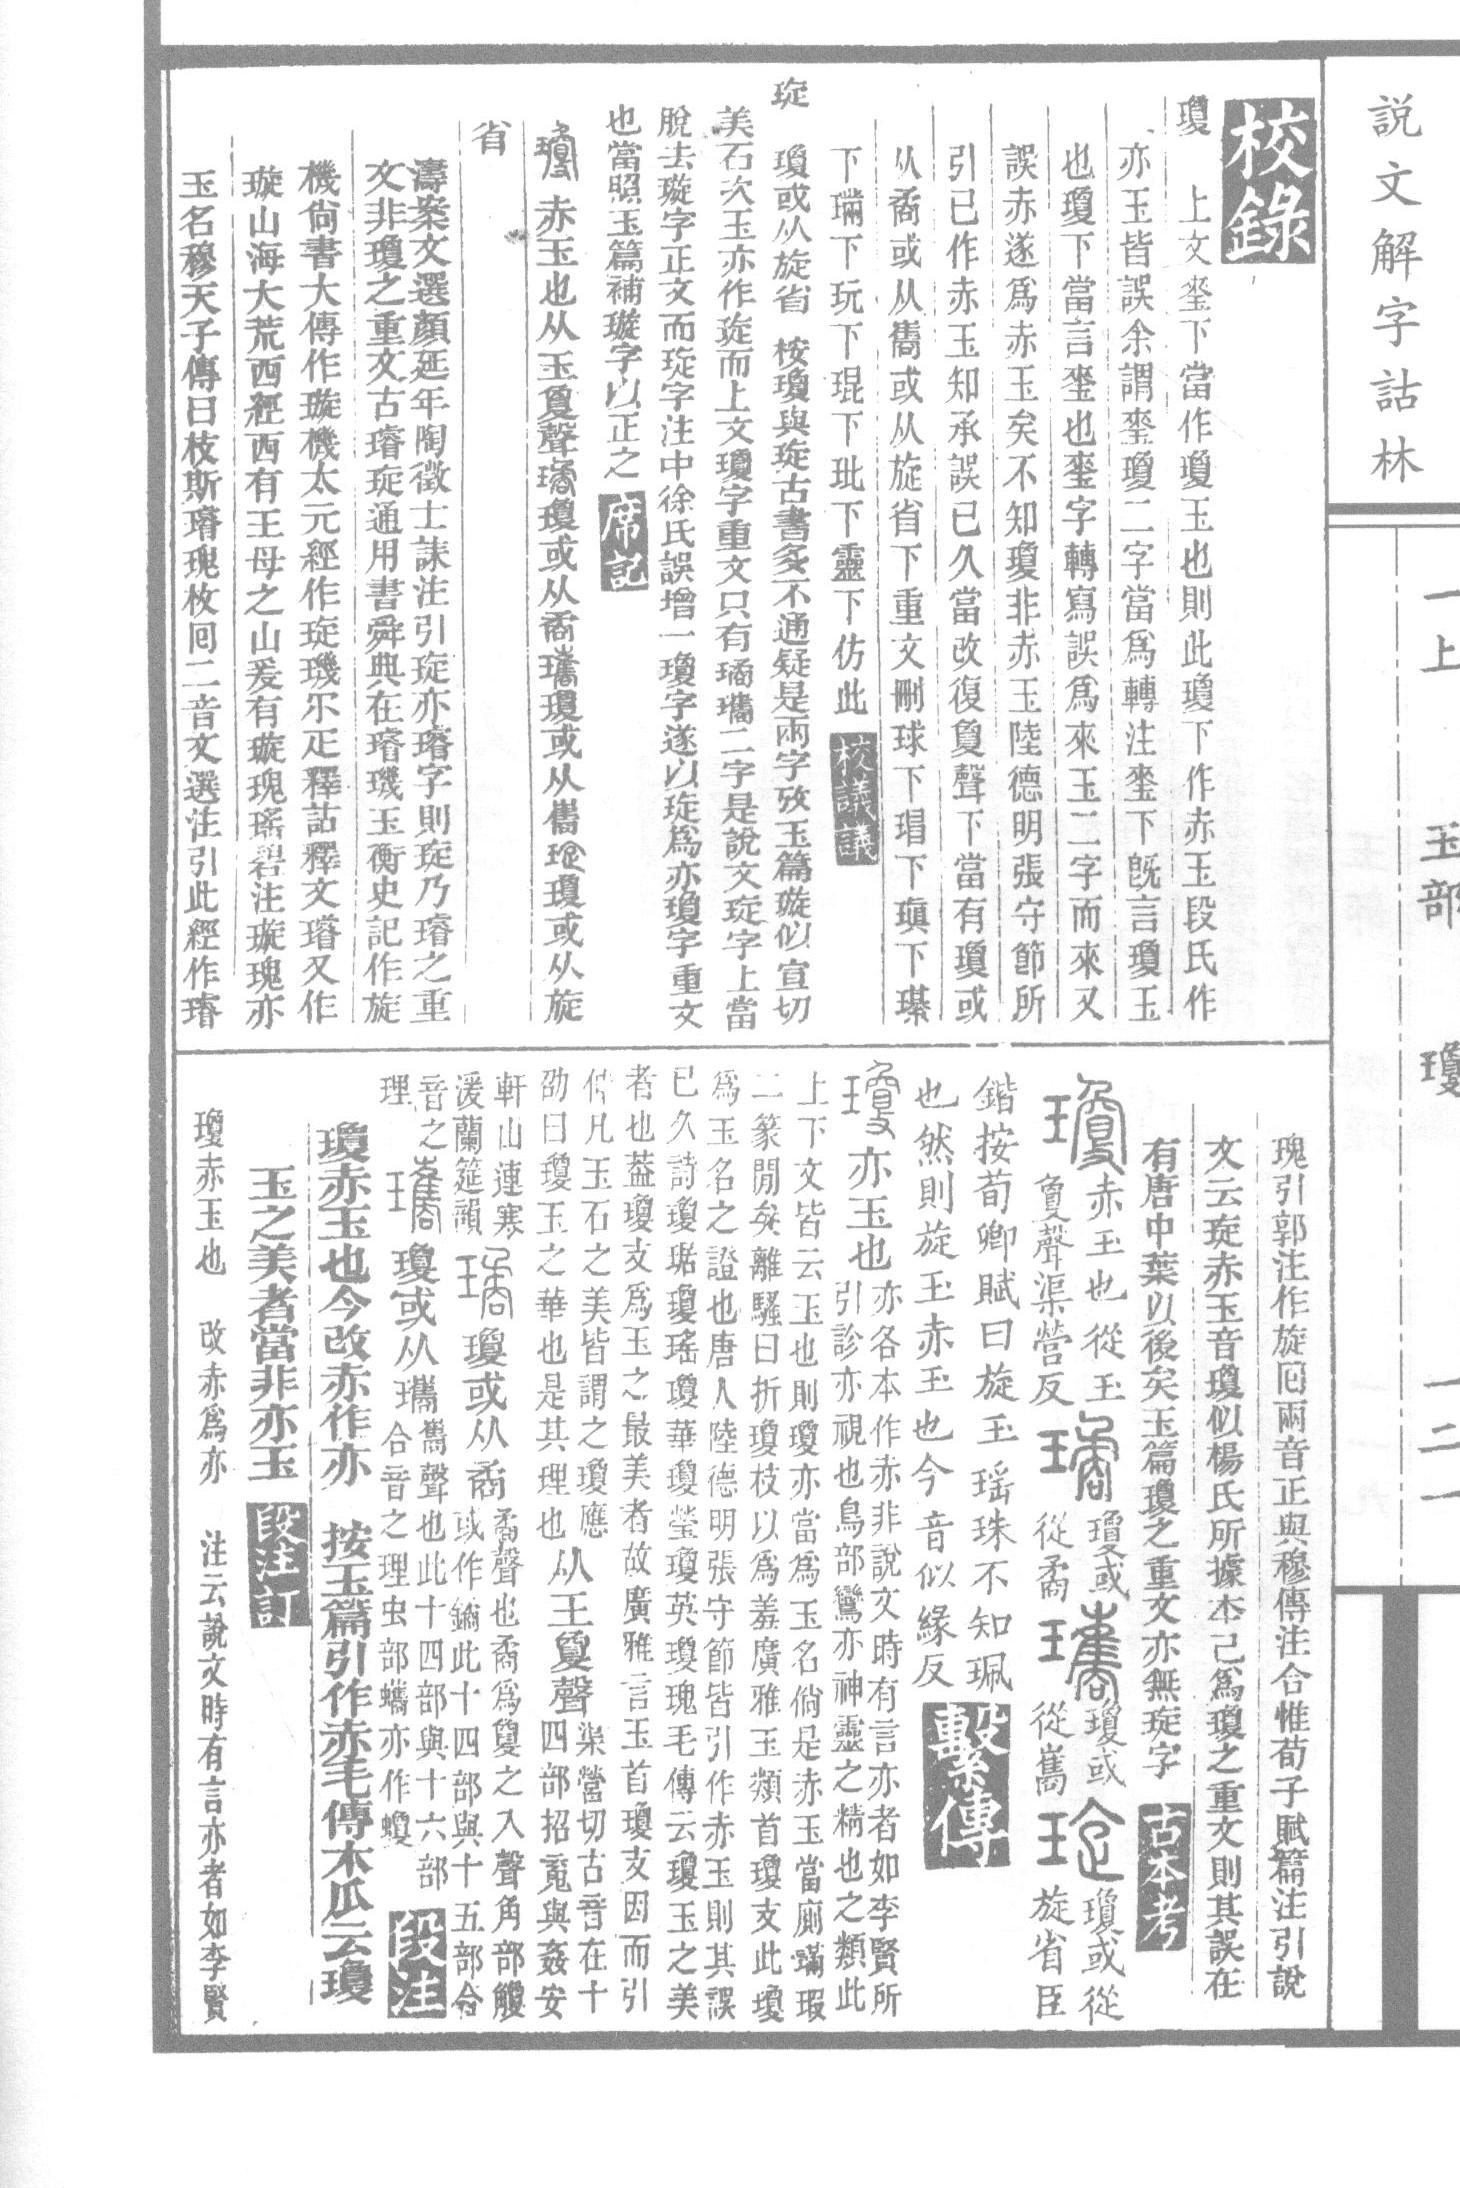 説文解字詁林
一上
玉部
瓊
一二一
校錄
瓊
上文瑬下當作瓊玉也則此瓊下作赤玉段氏作
亦玉皆誤余謂瑬瓊二字當爲轉注瑬下旣言瓊玉
也瓊下當言瑬也瑬字轉寫誤爲來玉二字而來又
誤赤遂爲赤玉矣不知瓊非赤玉陸德明張守節所
引已作赤玉知承誤已久當改復敻聲下當有瓊或
从矞或从巂或从旋省下重文刪球下瑁下瑱下璂
下璊下玩下琨下玭下靈下仿此
校議議
琁
瓊或从旋省 桉瓊與琁古書多不通疑是兩字攷玉篇璇似宣切
美石次玉亦作琁而上文瓊字重文只有璚瓗二字是說文琁字上當
脫去璇字正文而琁字注中徐氏誤增一瓊字遂以琁爲亦瓊字重文
也當照玉篇補璇字以正之
席記
瓊 赤玉也从玉敻聲璚瓊或从矞瓗瓊或从巂琁瓊或从旋
省
濤案文選顏延年陶徵士誄注引琁亦璿字則琁乃璿之重
文非瓊之重文古璿琁通用書舜典在璿璣玉衡史記作旋
機尙書大傳作璇機太元經作琁璣尒疋釋詁釋文璿又作
璇山海大荒西經西有王母之山爰有璇瑰瑤碧注璇瑰亦
玉名穆天子傳曰枝斯璿瑰枚囘二音文選注引此經作璿
瑰引郭注作旋囘兩音正與穆傳注合惟荀子賦篇注引說
文云琁赤玉音瓊似楊氏所據本已爲瓊之重文則其誤在
有唐中葉以後矣玉篇瓊之重文亦無琁字
古本考
瓊赤玉也從玉敻聲渠營反璚瓊或從矞瓗瓊或從巂琁瓊或從旋省臣
鍇按荀卿賦曰旋玉瑤珠不知珮
也然則旋玉赤玉也今音似緣反
繫傳
瓊亦玉也亦各本作赤非說文時有言亦者如李賢所
引診亦視也鳥部鸞亦神靈之精也之類此
上下文皆云玉也則瓊亦當爲玉名倘是赤玉當廁璊瑕
二篆閒矣離騷曰折瓊枝以爲羞廣雅玉類首瓊支此瓊
爲玉名之證也唐人陸德明張守節皆引作赤玉則其誤
已久詩瓊琚瓊瑤瓊華瓊瑩瓊英瓊瑰毛傳云瓊玉之美
者也葢瓊支爲玉之最美者故廣雅言玉首瓊支因而引
伸凡玉石之美皆謂之瓊應
劭曰瓊玉之華也是其理也从王敻聲渠營切古音在十
四部招䰟與姦安
軒山連寒
湲蘭筵韻璚瓊或从矞矞聲也矞爲敻之入聲角部觼
或作鐍此十四部與十五部合
音之
理瓗瓊或从巂巂聲也此十四部與十六部
合音之理虫部蠵亦作蠵
段注
瓊赤玉也今改赤作亦 按玉篇引作赤毛傳木瓜云瓊
玉之美者當非亦玉
段注訂
瓊赤玉也 改赤爲亦 注云說文時有言亦者如李賢